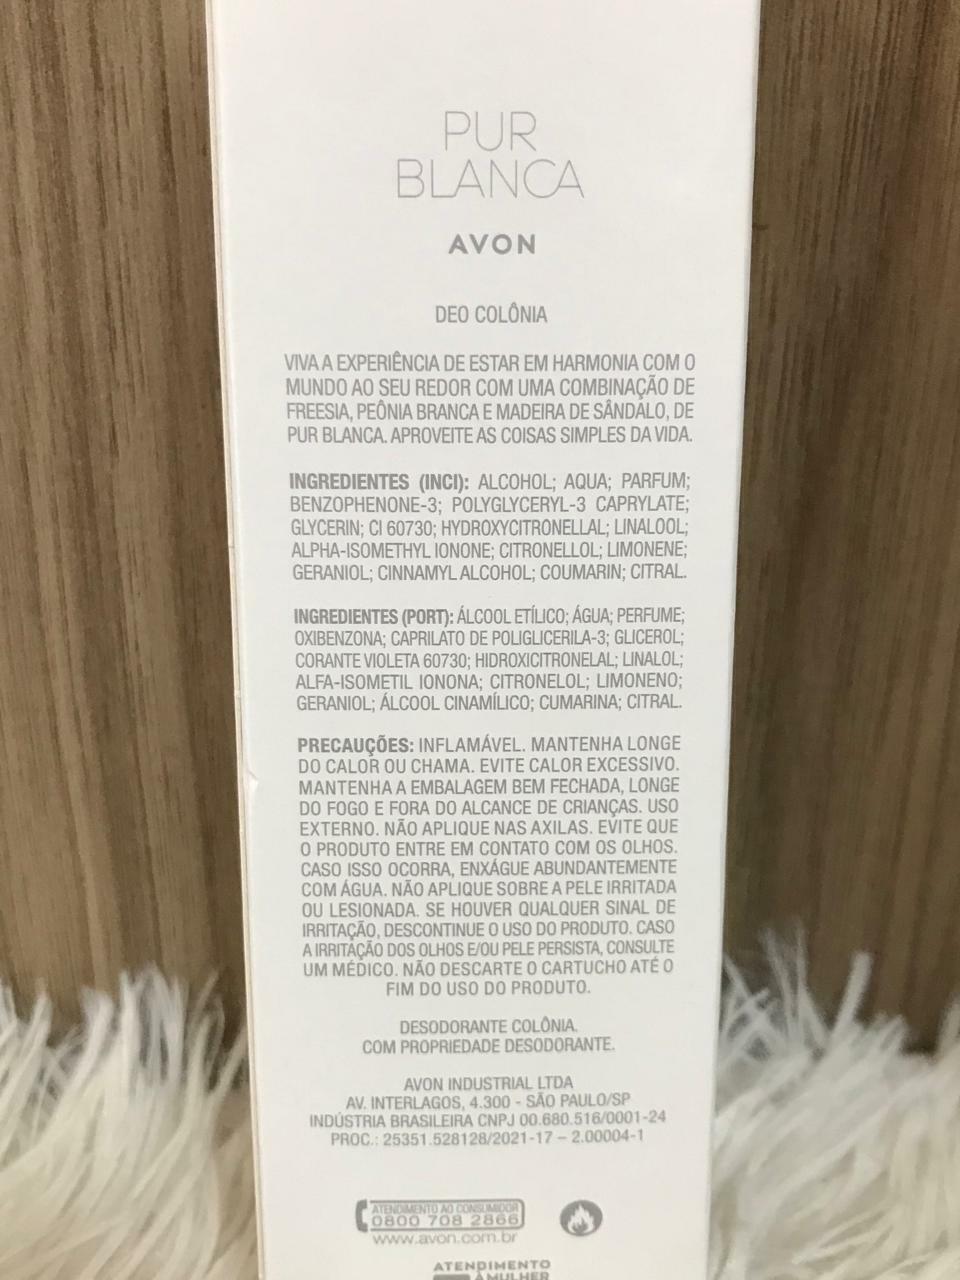 PUR
BLANCA
AVON
DEO COLÔNIA
VIVA A EXPERIÊNCIA DE ESTAR EM HARMONIA COM O
MUNDO AO SEU REDOR COM UMA COMBINAÇÃO DE
FREESIA, PEÔNIA BRANCA E MADEIRA DE SÂNDALO, DE
PUR BLANCA. APROVEITE AS COISAS SIMPLES DA VIDA.
INGREDIENTES (INCI): ALCOHOL; AQUA; PARFUM;
BENZOPHENONE-3; POLYGLYCERYL-3 CAPRYLATE;
GLYCERIN; CI 60730; HYDROXYCITRONELLAL; LINALOOL;
ALPHA-ISOMETHYL IONONE; CITRONELLOL; LIMONENE;
GERANIOL; CINNAMYL ALCOHOL; COUMARIN; CITRAL.
INGREDIENTES (PORT): ÁLCOOL ETÍLICO; ÁGUA; PERFUME;
OXIBENZONA; CAPRILATO DE POLIGLICERILA-3; GLICEROL;
CORANTE VIOLETA 60730; HIDROXICITRONELAL; LINALOL;
ALFA-ISOMETIL IONONA; CITRONELOL; LIMONENO;
GERANIOL; ÁLCOOL CINAMÍLICO; CUMARINA; CITRAL.
PRECAUÇÕES: INFLAMÁVEL. MANTENHA LONGE
DO CALOR OU CHAMA. EVITE CALOR EXCESSIVO.
MANTENHA A EMBALAGEM BEM FECHADA, LONGE
DO FOGO E FORA DO ALCANCE DE CRIANÇAS. USO
EXTERNO. NÃO APLIQUE NAS AXILAS. EVITE QUE
O PRODUTO ENTRE EM CONTATO COM OS OLHOS.
CASO ISSO OCORRA, ENXÁGUE ABUNDANTEMENTE
COM ÁGUA. NÃO APLIQUE SOBRE A PELE IRRITADA
OU LESIONADA. SE HOUVER QUALQUER SINAL DE
IRRITAÇÃO, DESCONTINUE O USO DO PRODUTO. CASO
A IRRITAÇÃO DOS OLHOS E/OU PELE PERSISTA, CONSULTE
UM MÉDICO. NÃO DESCARTE O CARTUCHO ATÉ O
FIM DO USO DO PRODUTO.
DESODORANTE COLÔNIA.
COM PROPRIEDADE DESODORANTE.
AVON INDUSTRIAL LTDA
AV. INTERLAGOS, 4.300 - SÃO PAULO/SP
INDÚSTRIA BRASILEIRA CNPJ 00.680.516/0001-24
PROC.: 25351.528128/2021-17 – 2.00004-1
ATENDIMENTO AO CONSUMIDOR
0800 708 2866
www.avon.com.br
ATENDIMENTO
À MULHER